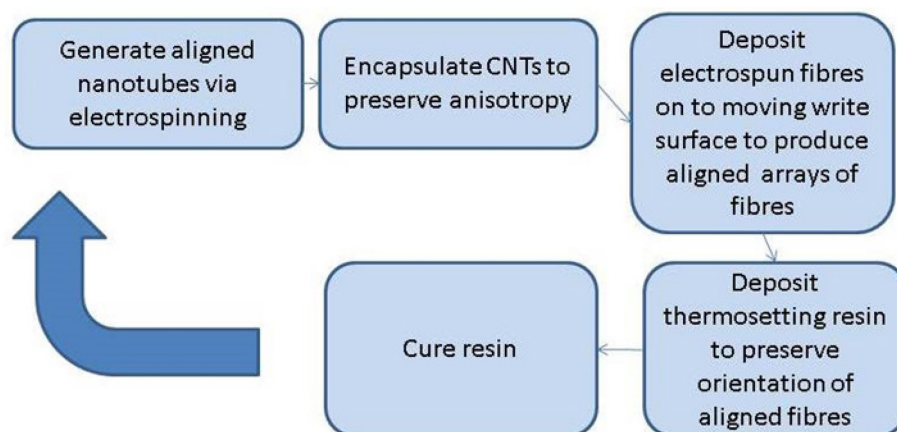 Generate aligned
nanotubes via
electrospinning
Encapsulate CNTs to
preserve anisotropy
Deposit
electrospun fibres
on to moving write
surface to produce
aligned arrays of
fibres
Deposit
thermosetting resin
to preserve
orientation of
aligned fibres
Cure resin